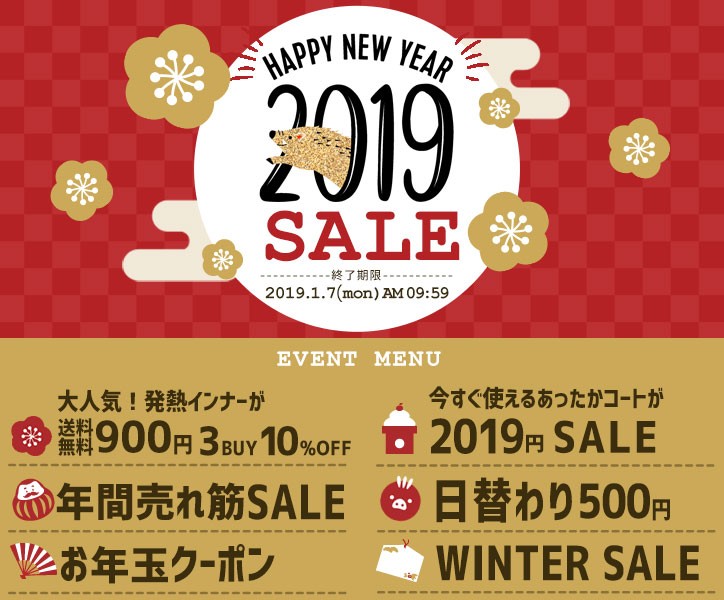 HAPPY NEW YEAR
2019
SALE
終了期限
2019.1.7(mon) AM 09:59
EVENT MENU
大人気！発熱インナーが
送料無料900円 3BUY 10%OFF
今すぐ使えるあったかコートが
2019円 SALE
年間売れ筋SALE
日替わり500円
お年玉クーポン
WINTER SALE